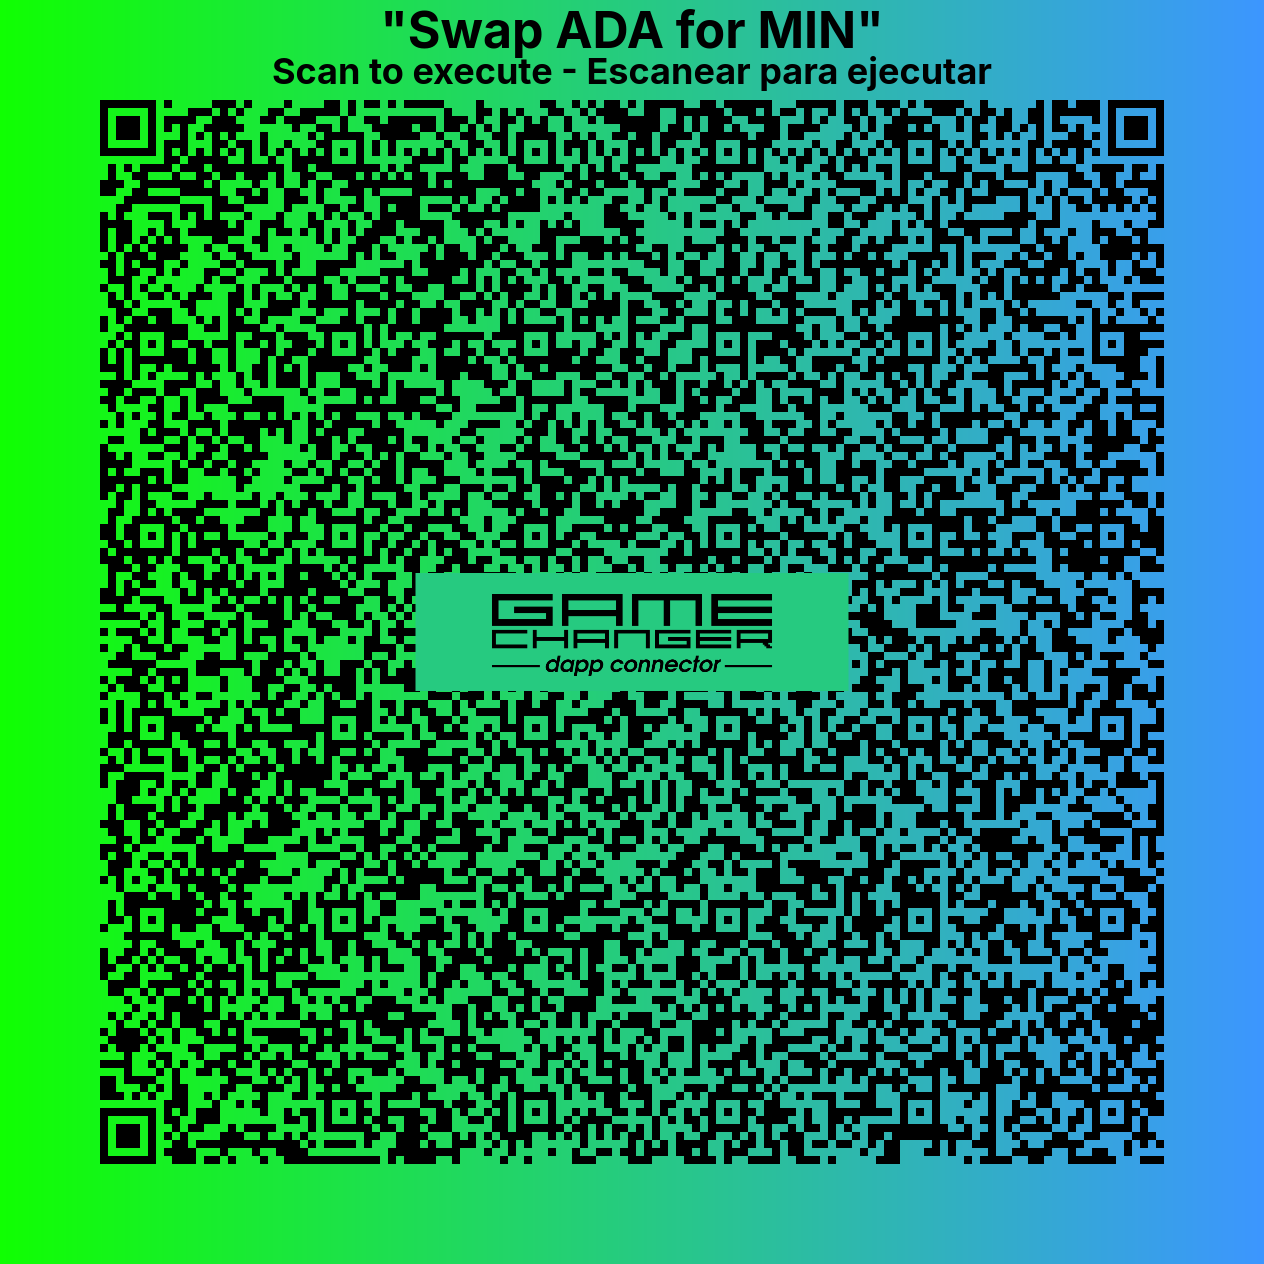 "Swap ADA for MIN"
Scan to execute - Escanear para ejecutar
GAME
CHANGER
dapp connector